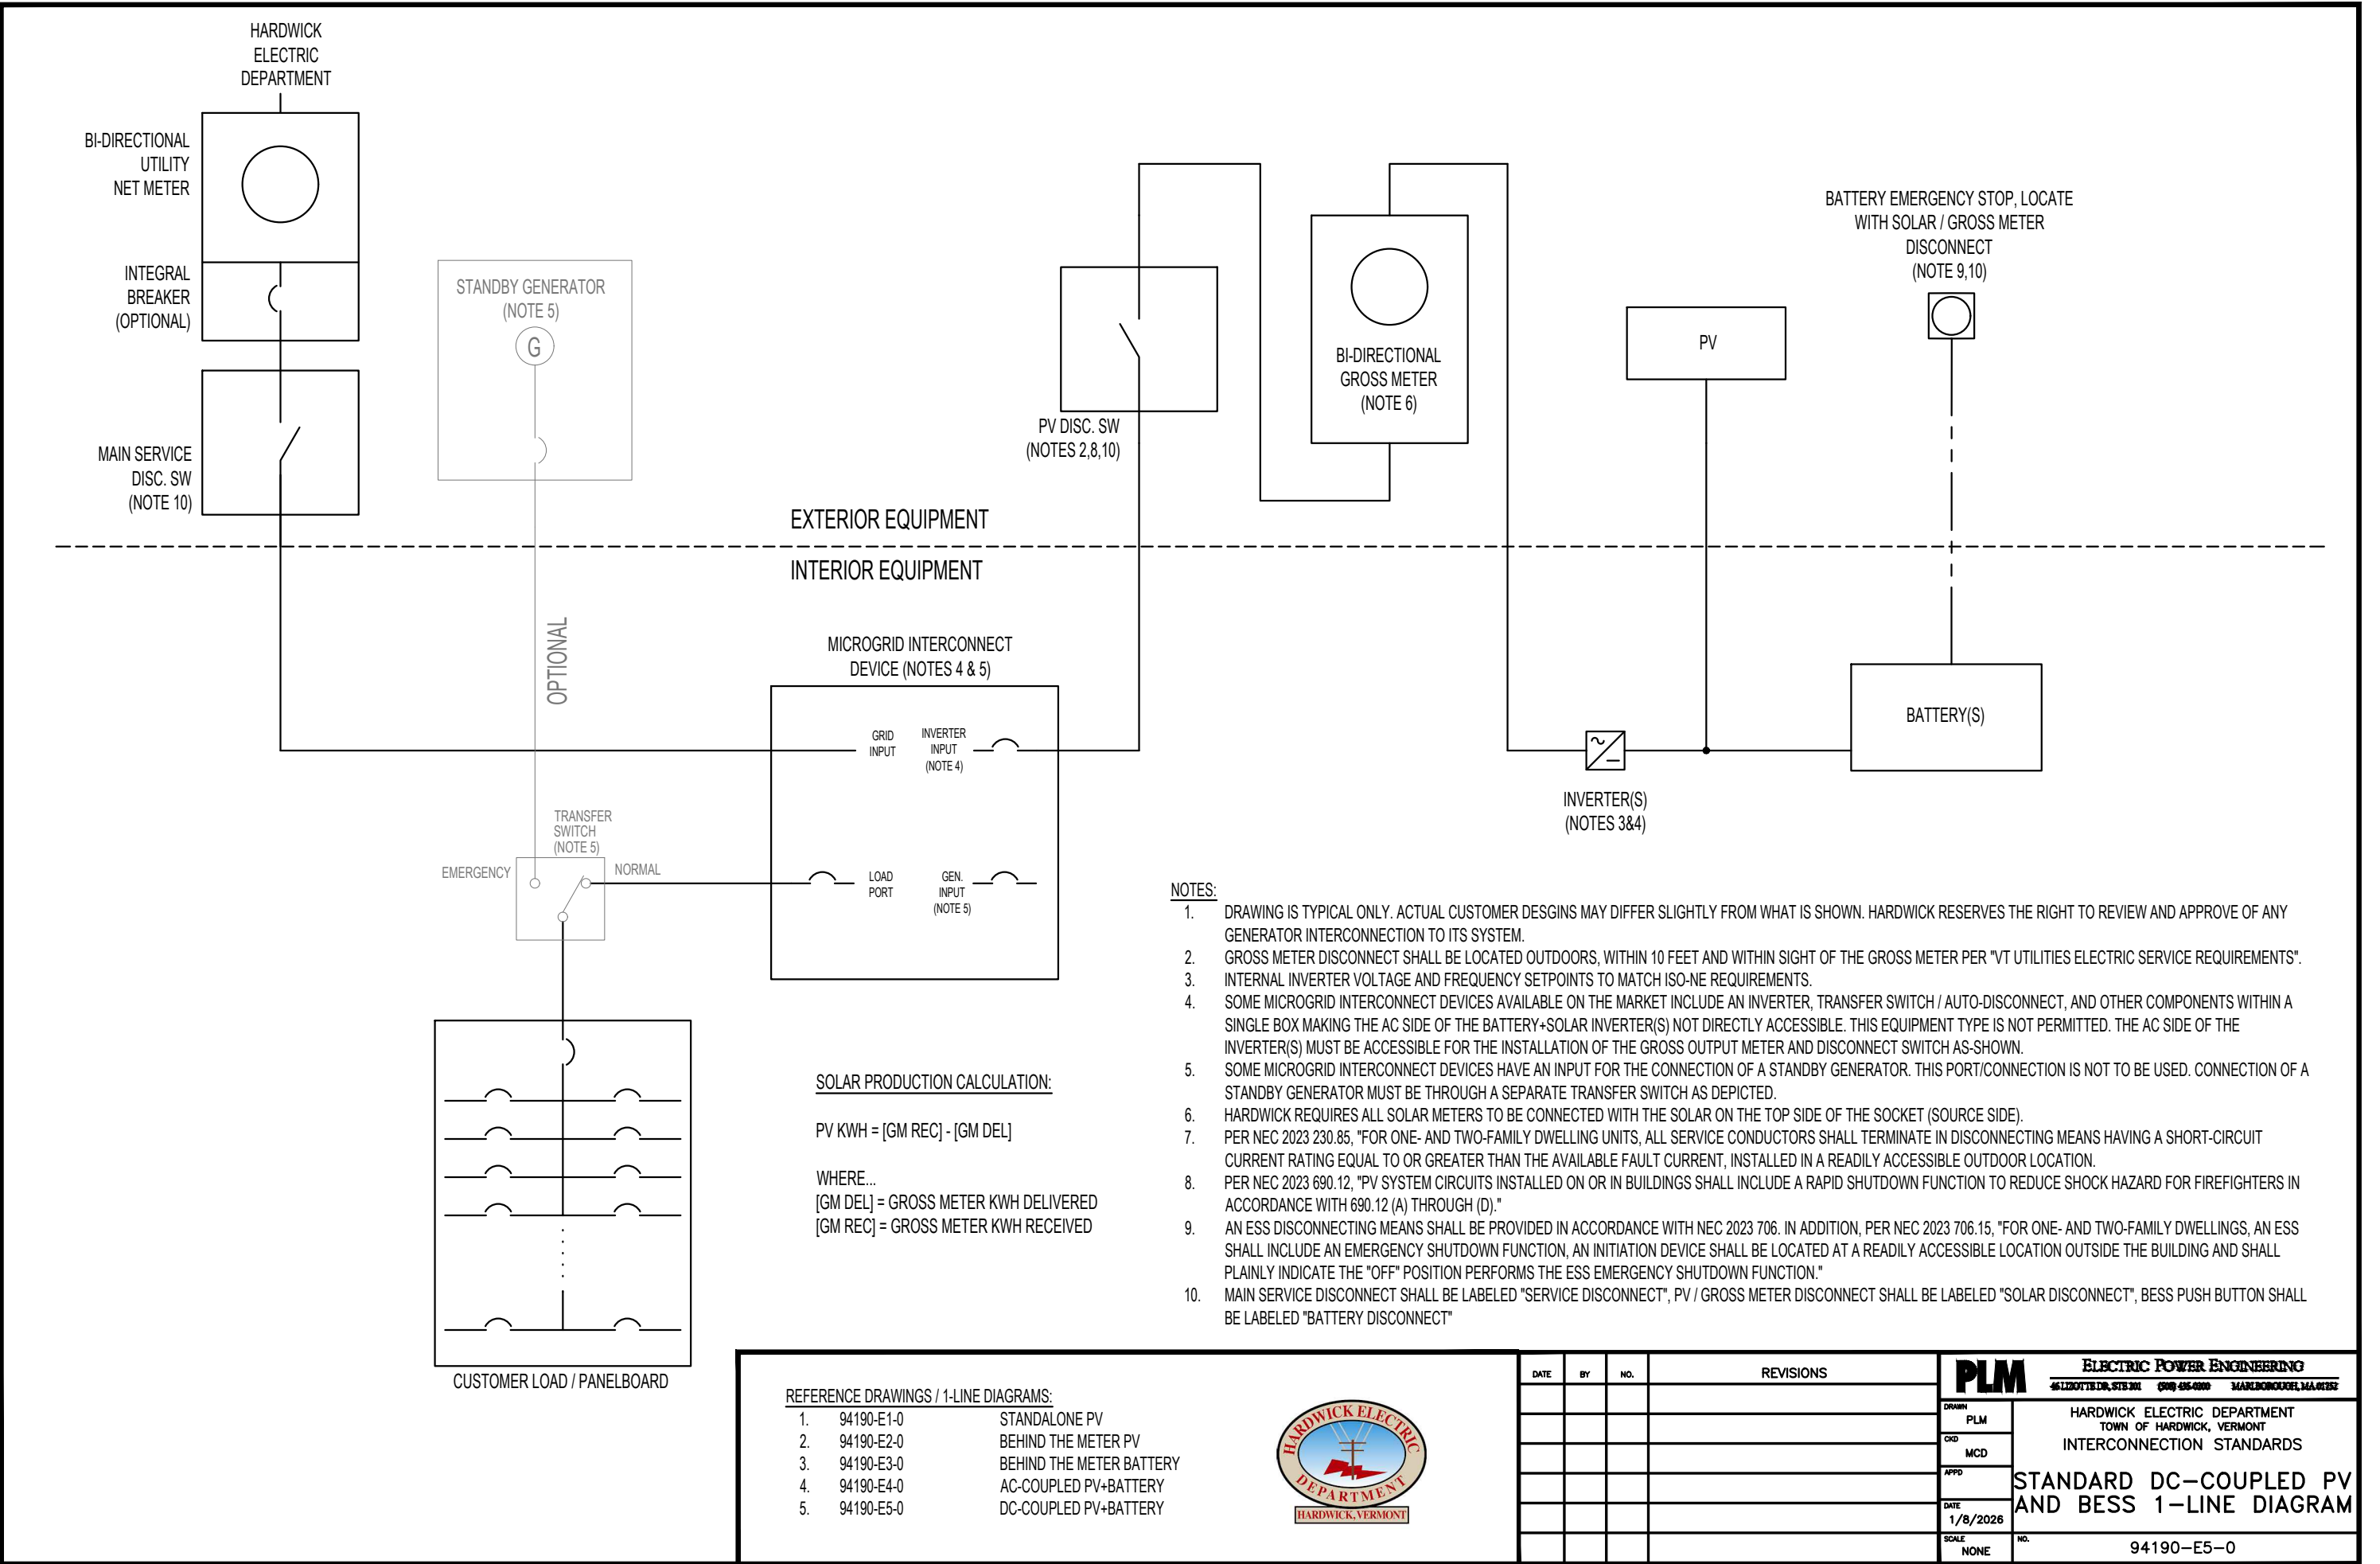 HARDWICK
ELECTRIC
DEPARTMENT
BI-DIRECTIONAL
UTILITY
NET METER
INTEGRAL
BREAKER
(OPTIONAL)
MAIN SERVICE
DISC. SW
(NOTE 10)
STANDBY GENERATOR
(NOTE 5)
G
OPTIONAL
PV DISC. SW
(NOTES 2,8,10)
BI-DIRECTIONAL
GROSS METER
(NOTE 6)
PV
BATTERY EMERGENCY STOP, LOCATE
WITH SOLAR / GROSS METER
DISCONNECT
(NOTE 9,10)
EXTERIOR EQUIPMENT
INTERIOR EQUIPMENT
MICROGRID INTERCONNECT
DEVICE (NOTES 4 & 5)
GRID
INPUT
INVERTER
INPUT
(NOTE 4)
LOAD
PORT
GEN.
INPUT
(NOTE 5)
BATTERY(S)
INVERTER(S)
(NOTES 3&4)
TRANSFER
SWITCH
(NOTE 5)
EMERGENCY
NORMAL
CUSTOMER LOAD / PANELBOARD
SOLAR PRODUCTION CALCULATION:
PV KWH = [GM REC] - [GM DEL]
WHERE...
[GM DEL] = GROSS METER KWH DELIVERED
[GM REC] = GROSS METER KWH RECEIVED
NOTES:
1. DRAWING IS TYPICAL ONLY. ACTUAL CUSTOMER DESGINS MAY DIFFER SLIGHTLY FROM WHAT IS SHOWN. HARDWICK RESERVES THE RIGHT TO REVIEW AND APPROVE OF ANY
GENERATOR INTERCONNECTION TO ITS SYSTEM.
2. GROSS METER DISCONNECT SHALL BE LOCATED OUTDOORS, WITHIN 10 FEET AND WITHIN SIGHT OF THE GROSS METER PER "VT UTILITIES ELECTRIC SERVICE REQUIREMENTS".
3. INTERNAL INVERTER VOLTAGE AND FREQUENCY SETPOINTS TO MATCH ISO-NE REQUIREMENTS.
4. SOME MICROGRID INTERCONNECT DEVICES AVAILABLE ON THE MARKET INCLUDE AN INVERTER, TRANSFER SWITCH / AUTO-DISCONNECT, AND OTHER COMPONENTS WITHIN A
SINGLE BOX MAKING THE AC SIDE OF THE BATTERY+SOLAR INVERTER(S) NOT DIRECTLY ACCESSIBLE. THIS EQUIPMENT TYPE IS NOT PERMITTED. THE AC SIDE OF THE
INVERTER(S) MUST BE ACCESSIBLE FOR THE INSTALLATION OF THE GROSS OUTPUT METER AND DISCONNECT SWITCH AS-SHOWN.
5. SOME MICROGRID INTERCONNECT DEVICES HAVE AN INPUT FOR THE CONNECTION OF A STANDBY GENERATOR. THIS PORT/CONNECTION IS NOT TO BE USED. CONNECTION OF A
STANDBY GENERATOR MUST BE THROUGH A SEPARATE TRANSFER SWITCH AS DEPICTED.
6. HARDWICK REQUIRES ALL SOLAR METERS TO BE CONNECTED WITH THE SOLAR ON THE TOP SIDE OF THE SOCKET (SOURCE SIDE).
7. PER NEC 2023 230.85, "FOR ONE- AND TWO-FAMILY DWELLING UNITS, ALL SERVICE CONDUCTORS SHALL TERMINATE IN DISCONNECTING MEANS HAVING A SHORT-CIRCUIT
CURRENT RATING EQUAL TO OR GREATER THAN THE AVAILABLE FAULT CURRENT, INSTALLED IN A READILY ACCESSIBLE OUTDOOR LOCATION.
8. PER NEC 2023 690.12, "PV SYSTEM CIRCUITS INSTALLED ON OR IN BUILDINGS SHALL INCLUDE A RAPID SHUTDOWN FUNCTION TO REDUCE SHOCK HAZARD FOR FIREFIGHTERS IN
ACCORDANCE WITH 690.12 (A) THROUGH (D)."
9. AN ESS DISCONNECTING MEANS SHALL BE PROVIDED IN ACCORDANCE WITH NEC 2023 706. IN ADDITION, PER NEC 2023 706.15, "FOR ONE- AND TWO-FAMILY DWELLINGS, AN ESS
SHALL INCLUDE AN EMERGENCY SHUTDOWN FUNCTION, AN INITIATION DEVICE SHALL BE LOCATED AT A READILY ACCESSIBLE LOCATION OUTSIDE THE BUILDING AND SHALL
PLAINLY INDICATE THE "OFF" POSITION PERFORMS THE ESS EMERGENCY SHUTDOWN FUNCTION."
10. MAIN SERVICE DISCONNECT SHALL BE LABELED "SERVICE DISCONNECT", PV / GROSS METER DISCONNECT SHALL BE LABELED "SOLAR DISCONNECT", BESS PUSH BUTTON SHALL
BE LABELED "BATTERY DISCONNECT"
REFERENCE DRAWINGS / 1-LINE DIAGRAMS:
1. 94190-E1-0 STANDALONE PV
2. 94190-E2-0 BEHIND THE METER PV
3. 94190-E3-0 BEHIND THE METER BATTERY
4. 94190-E4-0 AC-COUPLED PV+BATTERY
5. 94190-E5-0 DC-COUPLED PV+BATTERY
HARDWICK ELECTRIC
DEPARTMENT
HARDWICK, VERMONT
DATE BY NO. REVISIONS
PLM ELECTRIC POWER ENGINEERING
46 LIZOTTE DR, STE 201 (508) 485-0200 MARLBOROUGH, MA 01752
DRAWN
PLM
CKD
MCD
APPD
DATE
1/8/2026
SCALE
NONE
HARDWICK ELECTRIC DEPARTMENT
TOWN OF HARDWICK, VERMONT
INTERCONNECTION STANDARDS
STANDARD DC-COUPLED PV
AND BESS 1-LINE DIAGRAM
NO.
94190-E5-0